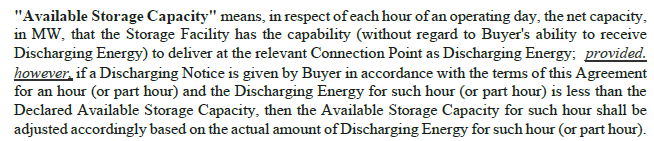 "Available Storage Capacity" means, in respect of each hour of an operating day, the net capacity,
in MW, that the Storage Facility has the capability (without regard to Buyer's ability to receive
Discharging Energy) to deliver at the relevant Connection Point as Discharging Energy; provided.
however, if a Discharging Notice is given by Buyer in accordance with the terms of this Agreement
for an hour (or part hour) and the Discharging Energy for such hour (or part hour) is less than the
Declared Available Storage Capacity, then the Available Storage Capacity for such hour shall be
adjusted accordingly based on the actual amount of Discharging Energy for such hour (or part hour).